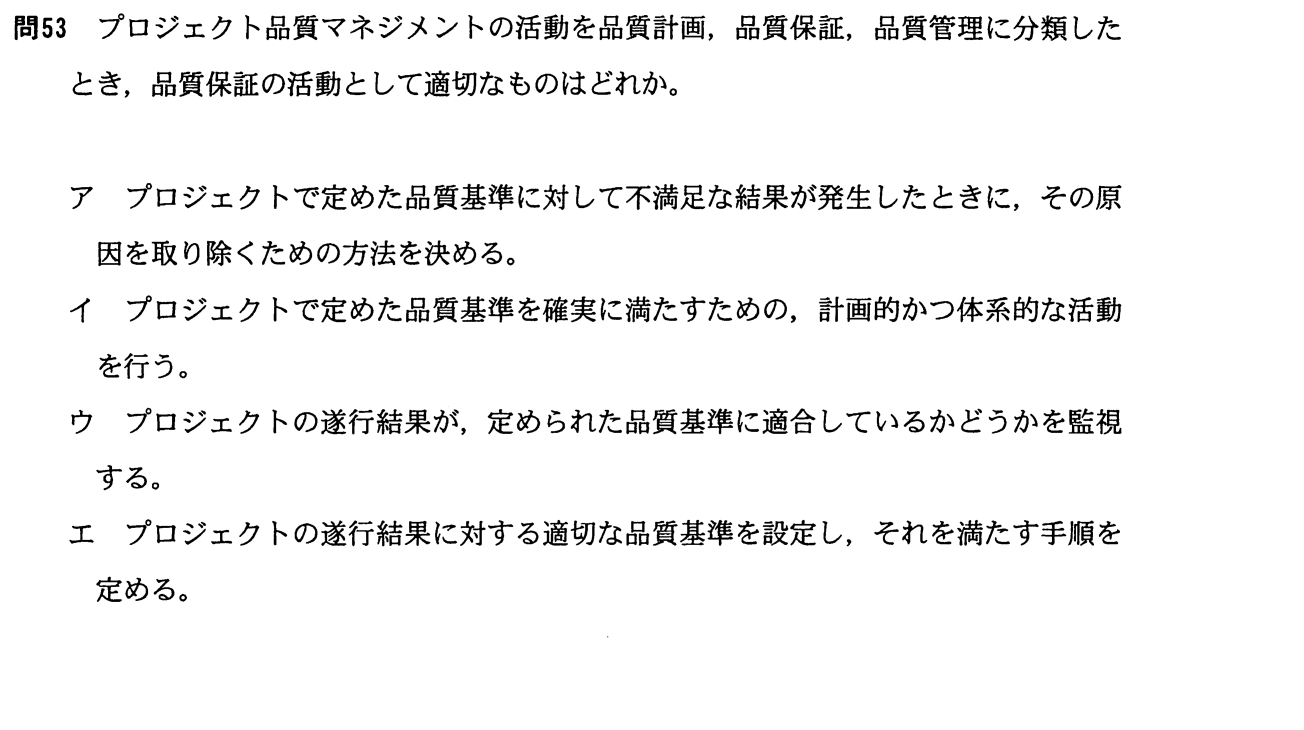 問53　プロジェクト品質マネジメントの活動を品質計画，品質保証，品質管理に分類した
とき，品質保証の活動として適切なものはどれか。
ア　プロジェクトで定めた品質基準に対して不満足な結果が発生したときに，その原
因を取り除くための方法を決める。
イ　プロジェクトで定めた品質基準を確実に満たすための，計画的かつ体系的な活動
を行う。
ウ　プロジェクトの遂行結果が，定められた品質基準に適合しているかどうかを監視
する。
エ　プロジェクトの遂行結果に対する適切な品質基準を設定し，それを満たす手順を
定める。